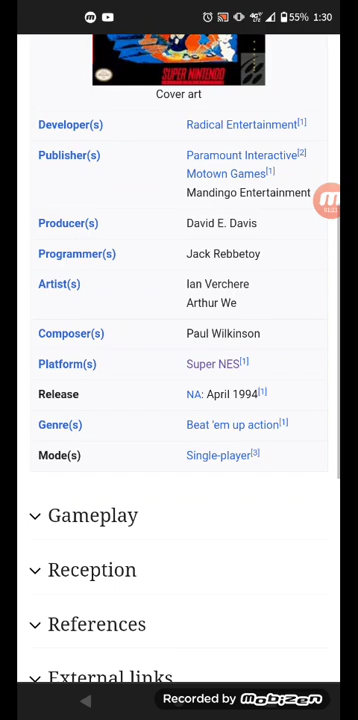 55% 1:30
SUPER NINTENDO
Cover art
Developer(s) Radical Entertainment[1]
Publisher(s) Paramount Interactive[2]
Motown Games[1]
Mandingo Entertainment
Producer(s) David E. Davis
Programmer(s) Jack Rebbetoy
Artist(s) Ian Verchere
Arthur We
Composer(s) Paul Wilkinson
Platform(s) Super NES[1]
Release NA: April 1994[1]
Genre(s) Beat 'em up action[1]
Mode(s) Single-player[3]
Gameplay
Reception
References
External links
Recorded by mobizen